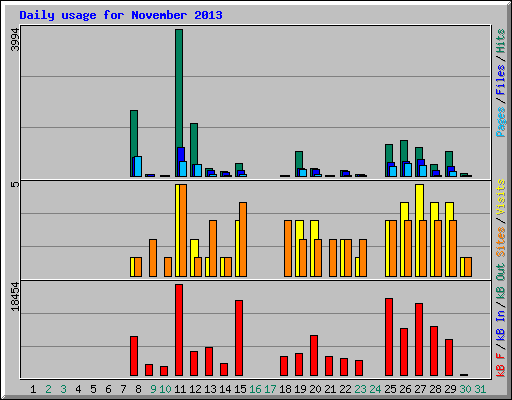 Daily usage for November 2013
3994
Pages / Files / Hits
5
Sites / Visits
18454
kB F / kB In / kB Out
1 2 3 4 5 6 7 8 9 10 11 12 13 14 15 16 17 18 19 20 21 22 23 24 25 26 27 28 29 30 31